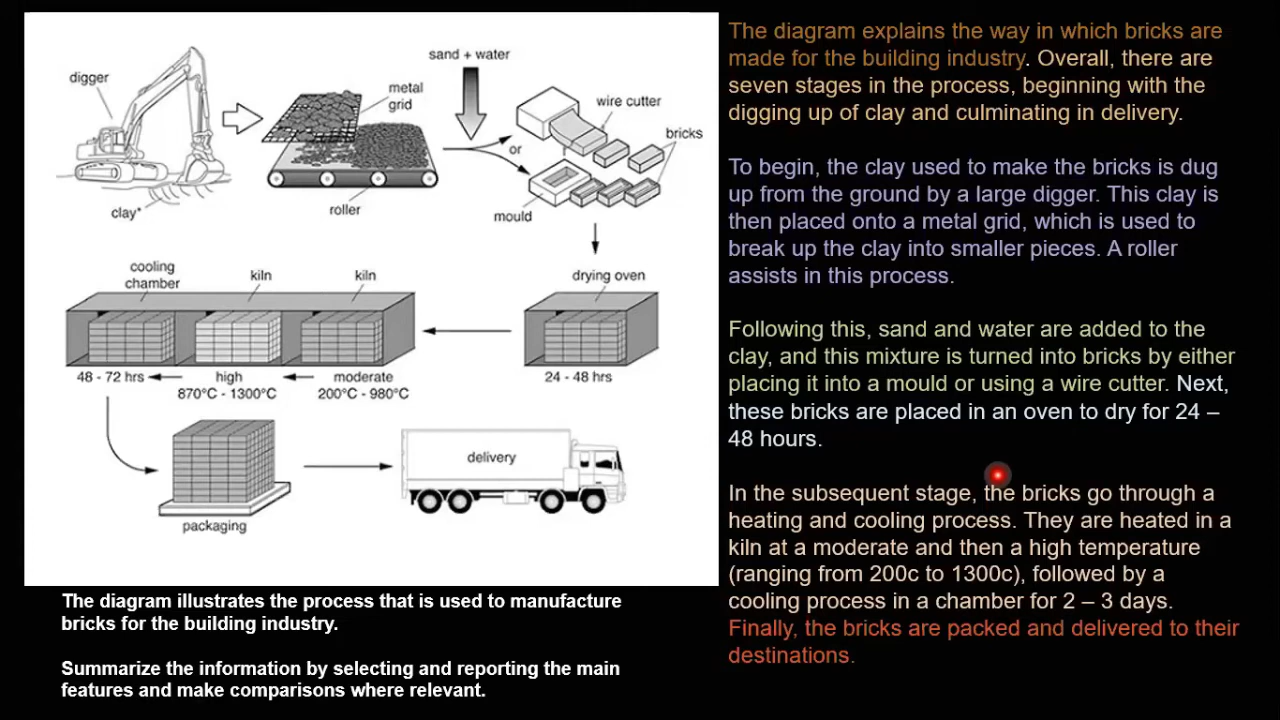 digger
clay*
metal
grid
roller
sand + water
or
wire cutter
bricks
mould
drying oven
24 - 48 hrs
cooling
chamber
kiln
kiln
48 - 72 hrs
high
870°C - 1300°C
moderate
200°C - 980°C
packaging
delivery
The diagram illustrates the process that is used to manufacture
bricks for the building industry.
Summarize the information by selecting and reporting the main
features and make comparisons where relevant.
The diagram explains the way in which bricks are
made for the building industry. Overall, there are
seven stages in the process, beginning with the
digging up of clay and culminating in delivery.
To begin, the clay used to make the bricks is dug
up from the ground by a large digger. This clay is
then placed onto a metal grid, which is used to
break up the clay into smaller pieces. A roller
assists in this process.
Following this, sand and water are added to the
clay, and this mixture is turned into bricks by either
placing it into a mould or using a wire cutter. Next,
these bricks are placed in an oven to dry for 24 –
48 hours.
In the subsequent stage, the bricks go through a
heating and cooling process. They are heated in a
kiln at a moderate and then a high temperature
(ranging from 200c to 1300c), followed by a
cooling process in a chamber for 2 – 3 days.
Finally, the bricks are packed and delivered to their
destinations.